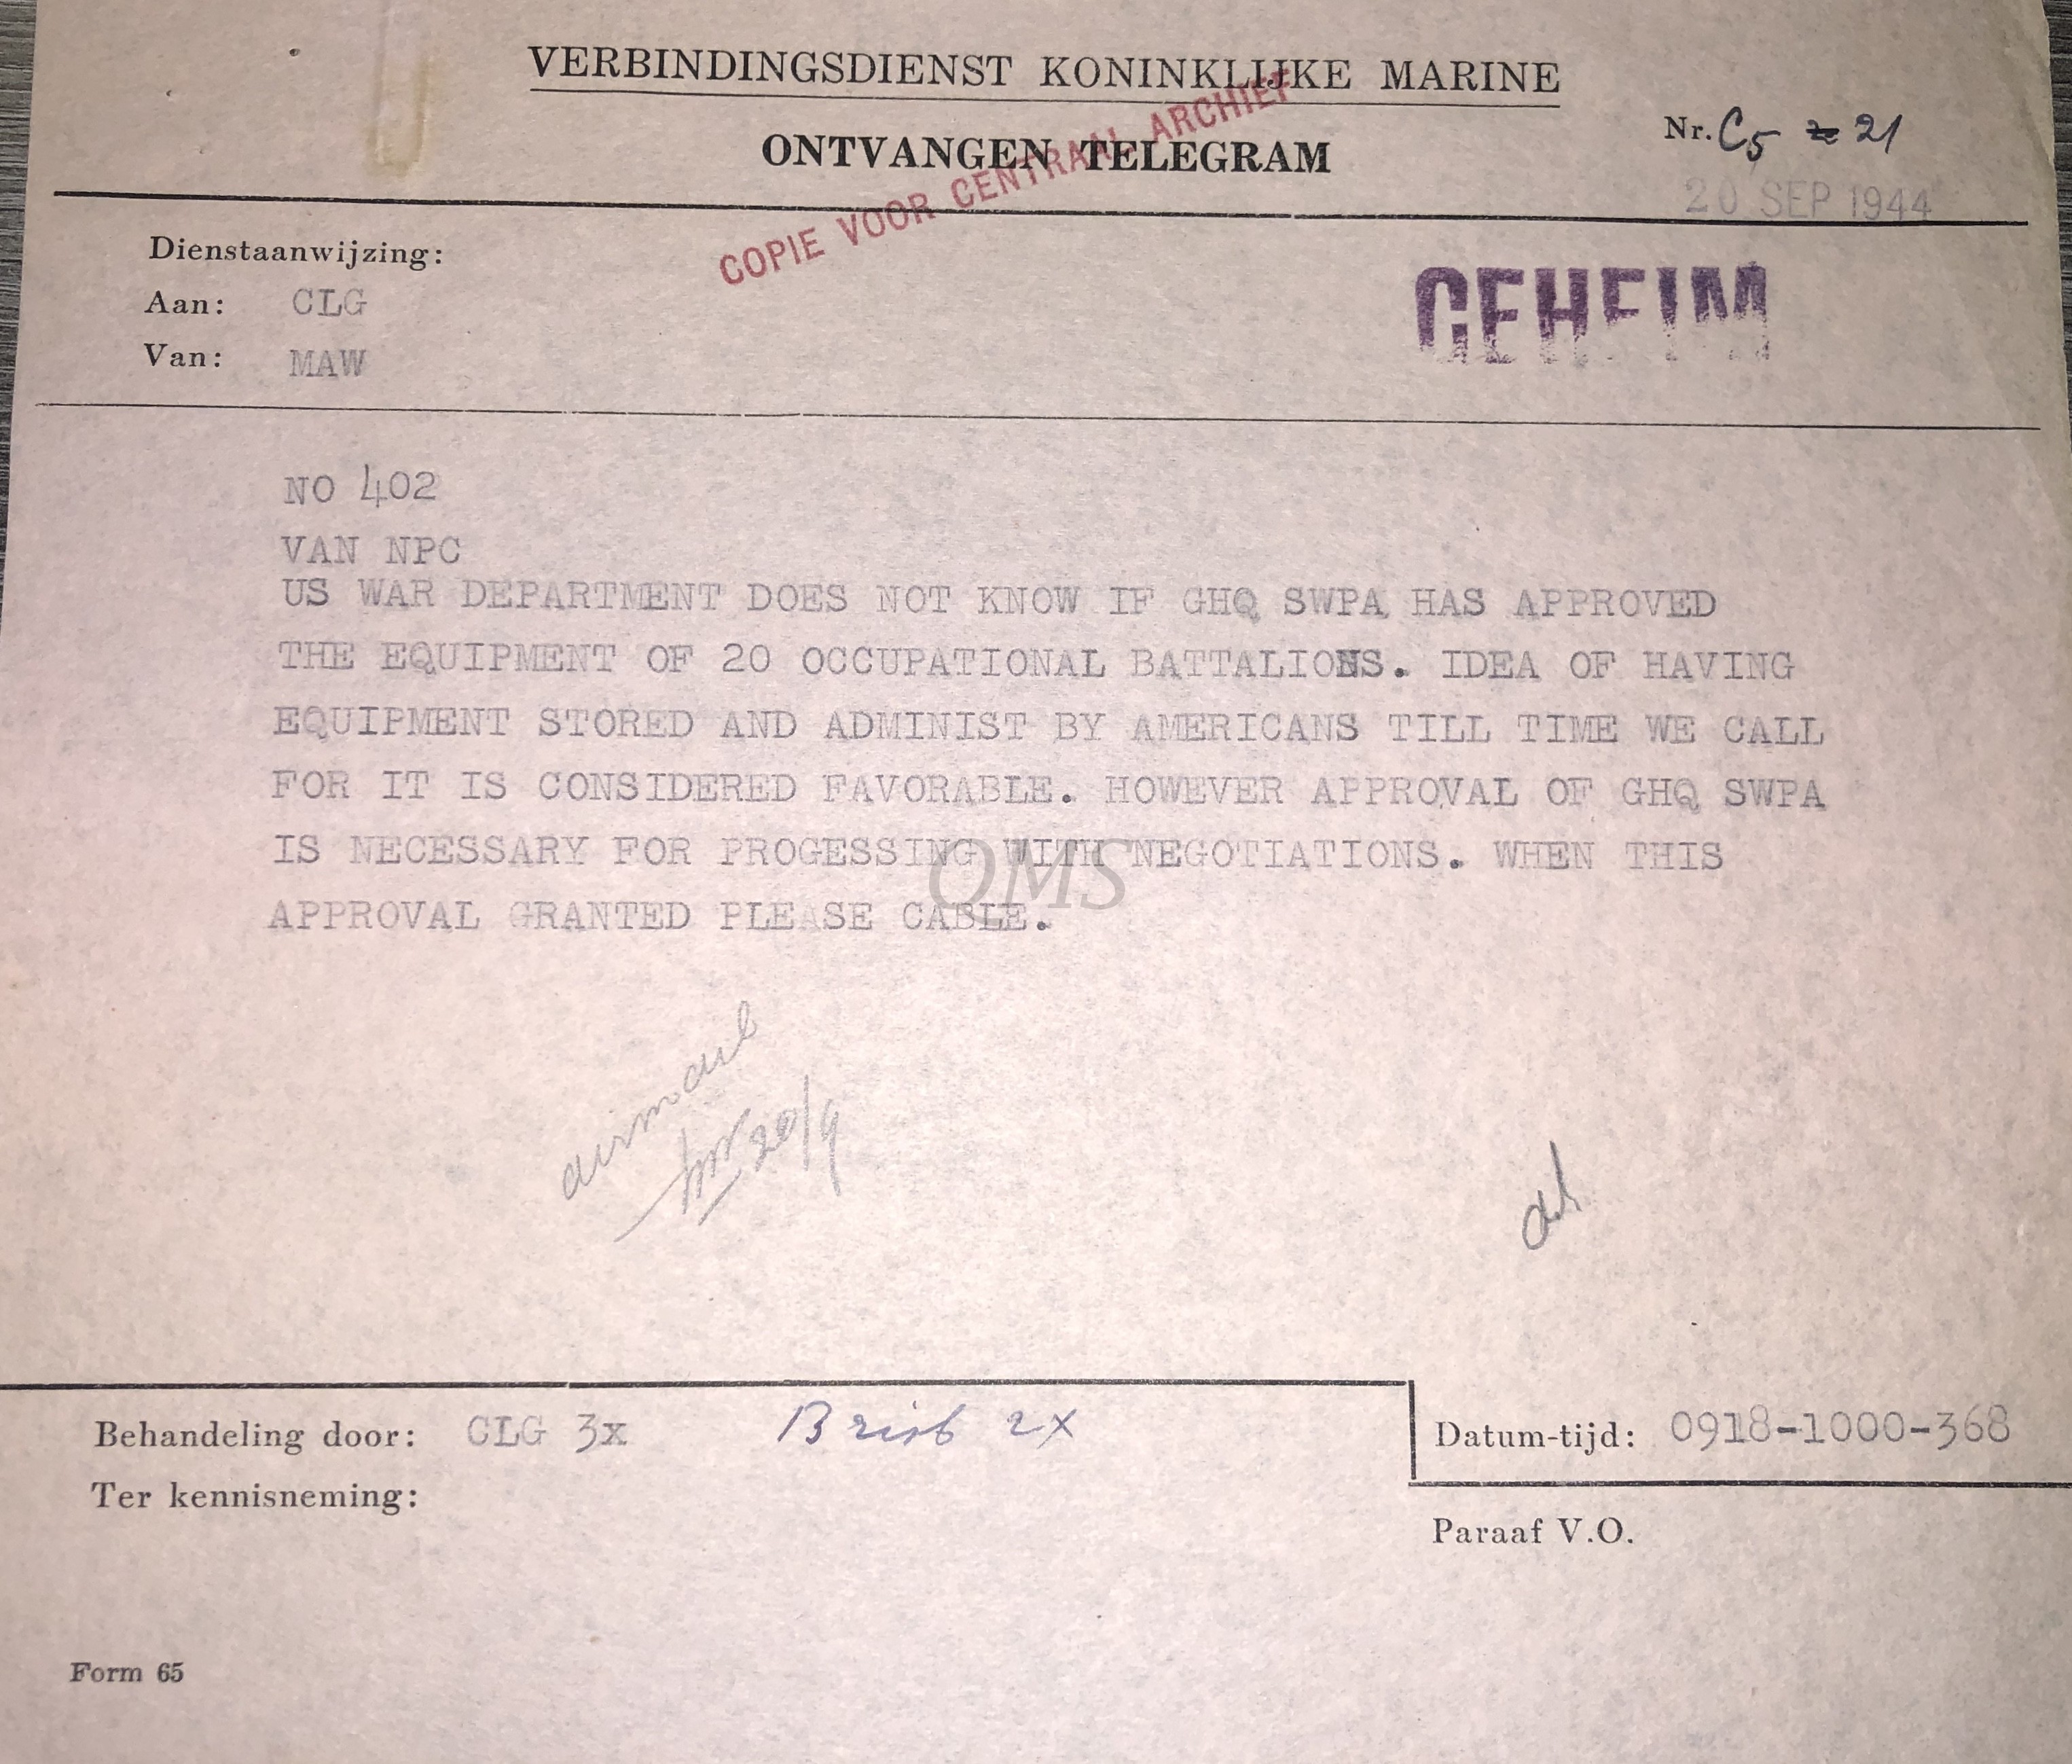 VERBINDINGSDIENST KONINKLIJKE MARINE
ONTVANGEN TELEGRAM
Nr. C5 21
20 SEP 1944
COPIE VOOR CENTRAAL ARCHIEF
GEHEIM
Dienstaanwijzing:
Aan: CLG
Van: MAW
NO 402
VAN NPC
US WAR DEPARTMENT DOES NOT KNOW IF GHQ SWPA HAS APPROVED
THE EQUIPMENT OF 20 OCCUPATIONAL BATTALIONS. IDEA OF HAVING
EQUIPMENT STORED AND ADMINIST BY AMERICANS TILL TIME WE CALL
FOR IT IS CONSIDERED FAVORABLE. HOWEVER APPROVAL OF GHQ SWPA
IS NECESSARY FOR PROGESSING WITH NEGOTIATIONS. WHEN THIS
APPROVAL GRANTED PLEASE CABLE.
QMS
airmail
20/9
Behandeling door: CLG 3x Brisb 2x
Datum-tijd: 0918-1000-368
Ter kennisneming:
Paraaf V.O.
Form 65